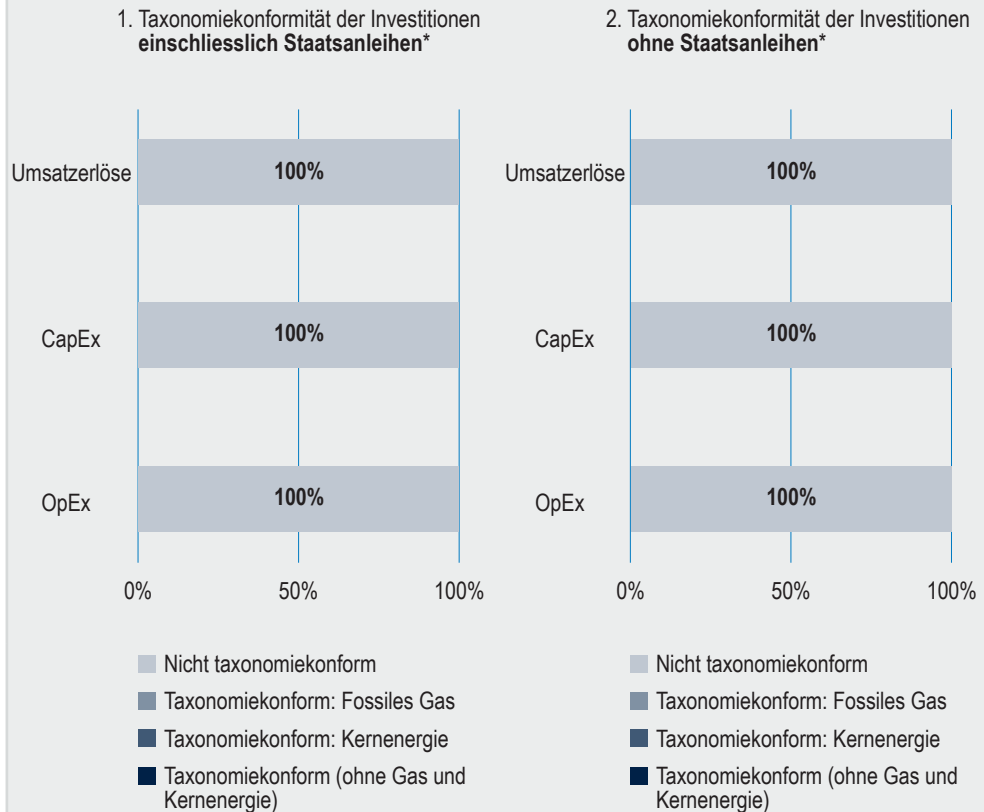 1. Taxonomiekonformität der Investitionen
einschliesslich Staatsanleihen*
Umsatzerlöse
100%
CapEx
100%
OpEx
100%
0%
50%
100%
Nicht taxonomiekonform
Taxonomiekonform: Fossiles Gas
Taxonomiekonform: Kernenergie
Taxonomiekonform (ohne Gas und
Kernenergie)
2. Taxonomiekonformität der Investitionen
ohne Staatsanleihen*
Umsatzerlöse
100%
CapEx
100%
OpEx
100%
0%
50%
100%
Nicht taxonomiekonform
Taxonomiekonform: Fossiles Gas
Taxonomiekonform: Kernenergie
Taxonomiekonform (ohne Gas und
Kernenergie)